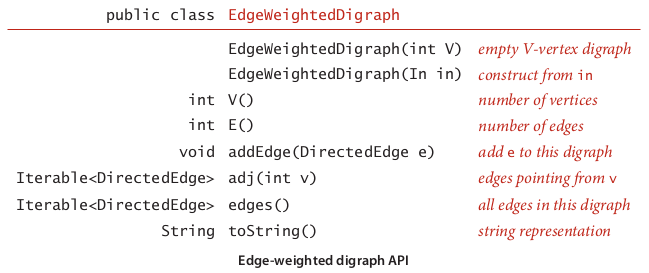 public class EdgeWeightedDigraph
EdgeWeightedDigraph(int V) empty V-vertex digraph
EdgeWeightedDigraph(In in) construct from in
int V() number of vertices
int E() number of edges
void addEdge(DirectedEdge e) add e to this digraph
Iterable<DirectedEdge> adj(int v) edges pointing from v
Iterable<DirectedEdge> edges() all edges in this digraph
String toString() string representation
Edge-weighted digraph API